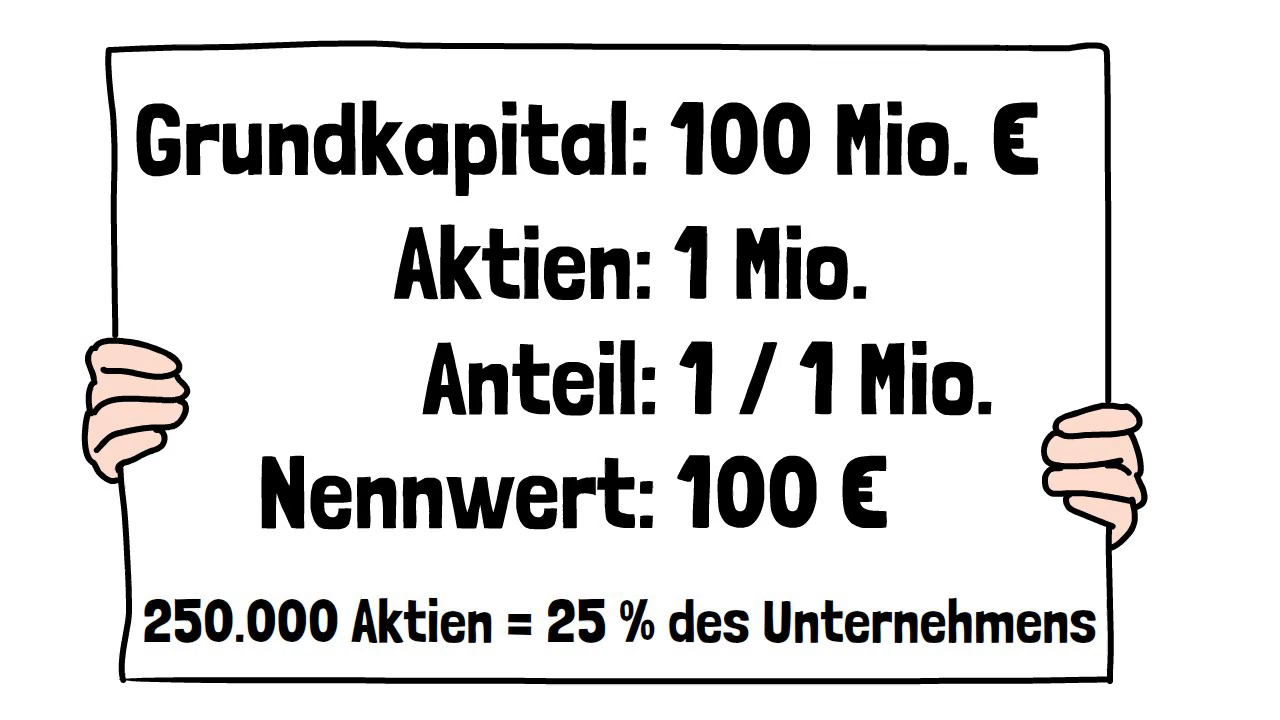 Grundkapital: 100 Mio. €
Aktien: 1 Mio.
Anteil: 1 / 1 Mio.
Nennwert: 100 €
250.000 Aktien = 25 % des Unternehmens